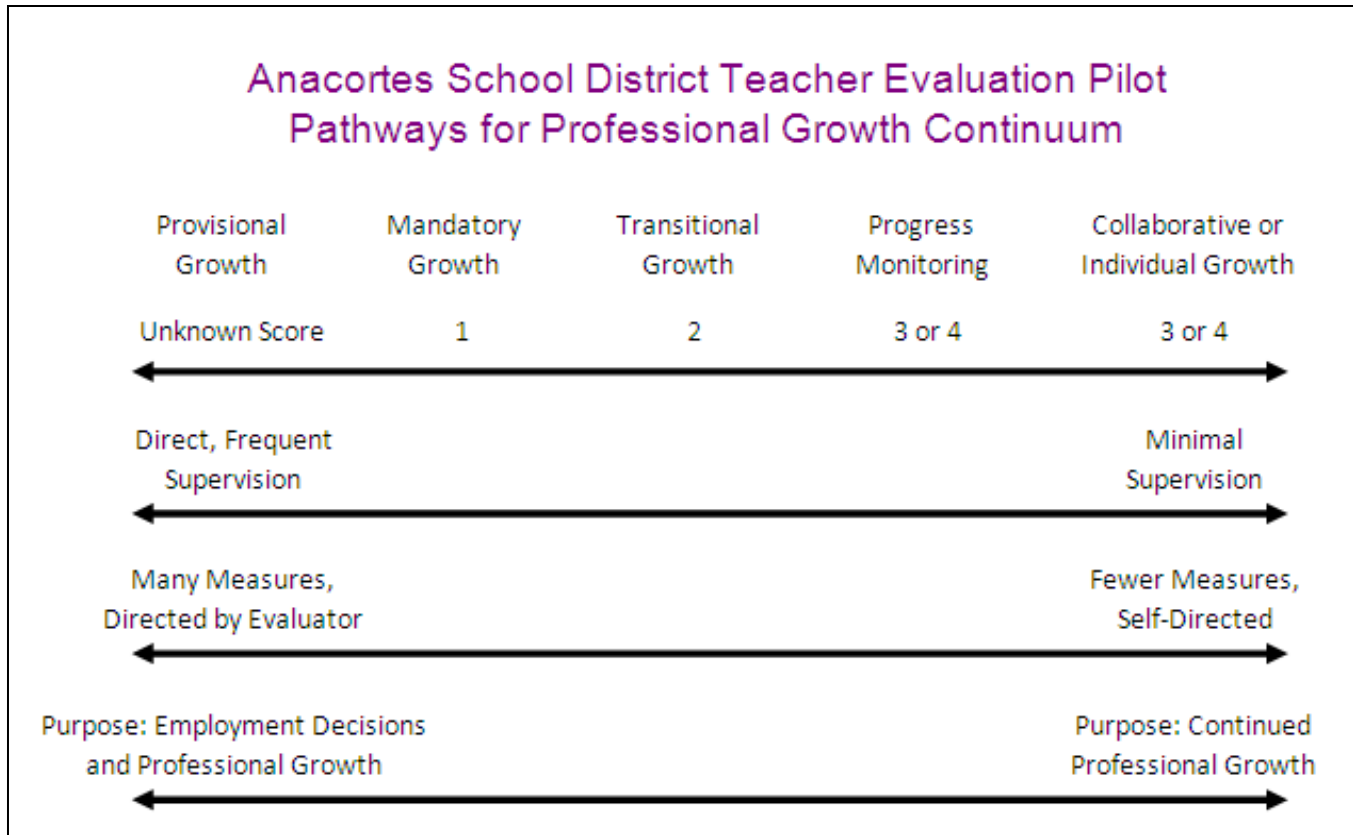 Anacortes School District Teacher Evaluation Pilot
Pathways for Professional Growth Continuum
Provisional
Growth
Mandatory
Growth
Transitional
Growth
Progress
Monitoring
Collaborative or
Individual Growth
Unknown Score
1
2
3 or 4
3 or 4
Direct, Frequent
Supervision
Minimal
Supervision
Many Measures,
Directed by Evaluator
Fewer Measures,
Self-Directed
Purpose: Employment Decisions
and Professional Growth
Purpose: Continued
Professional Growth